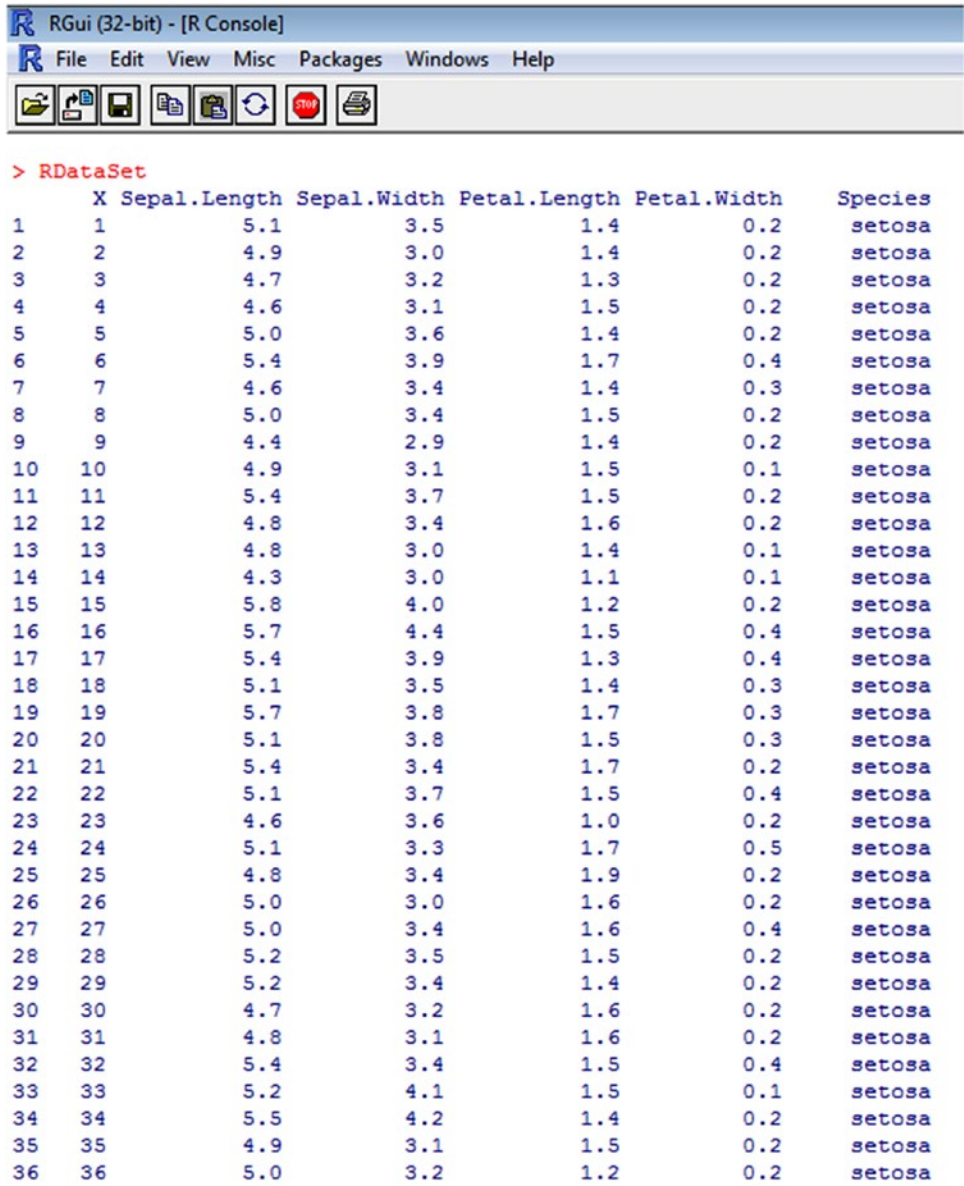 RGui (32-bit) - [R Console]
File Edit View Misc Packages Windows Help
STOP
> RDataSet
X Sepal.Length Sepal.Width Petal.Length Petal.Width Species
1 1 5.1 3.5 1.4 0.2 setosa
2 2 4.9 3.0 1.4 0.2 setosa
3 3 4.7 3.2 1.3 0.2 setosa
4 4 4.6 3.1 1.5 0.2 setosa
5 5 5.0 3.6 1.4 0.2 setosa
6 6 5.4 3.9 1.7 0.4 setosa
7 7 4.6 3.4 1.4 0.3 setosa
8 8 5.0 3.4 1.5 0.2 setosa
9 9 4.4 2.9 1.4 0.2 setosa
10 10 4.9 3.1 1.5 0.1 setosa
11 11 5.4 3.7 1.5 0.2 setosa
12 12 4.8 3.4 1.6 0.2 setosa
13 13 4.8 3.0 1.4 0.1 setosa
14 14 4.3 3.0 1.1 0.1 setosa
15 15 5.8 4.0 1.2 0.2 setosa
16 16 5.7 4.4 1.5 0.4 setosa
17 17 5.4 3.9 1.3 0.4 setosa
18 18 5.1 3.5 1.4 0.3 setosa
19 19 5.7 3.8 1.7 0.3 setosa
20 20 5.1 3.8 1.5 0.3 setosa
21 21 5.4 3.4 1.7 0.2 setosa
22 22 5.1 3.7 1.5 0.4 setosa
23 23 4.6 3.6 1.0 0.2 setosa
24 24 5.1 3.3 1.7 0.5 setosa
25 25 4.8 3.4 1.9 0.2 setosa
26 26 5.0 3.0 1.6 0.2 setosa
27 27 5.0 3.4 1.6 0.4 setosa
28 28 5.2 3.5 1.5 0.2 setosa
29 29 5.2 3.4 1.4 0.2 setosa
30 30 4.7 3.2 1.6 0.2 setosa
31 31 4.8 3.1 1.6 0.2 setosa
32 32 5.4 3.4 1.5 0.4 setosa
33 33 5.2 4.1 1.5 0.1 setosa
34 34 5.5 4.2 1.4 0.2 setosa
35 35 4.9 3.1 1.5 0.2 setosa
36 36 5.0 3.2 1.2 0.2 setosa